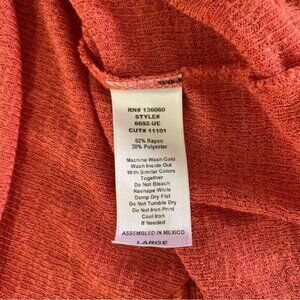 RN# 136060
STYLE#
6692-UE
CUT# 11101
62% Rayon
38% Polyester
Machine Wash Cold
Wash Inside Out
With Similar Colors
Together
Do Not Bleach
Reshape While
Damp Dry Flat
Do Not Tumble Dry
Do Not Iron Print
Cool Iron
If Needed
ASSEMBLED IN MEXICO
LARGE